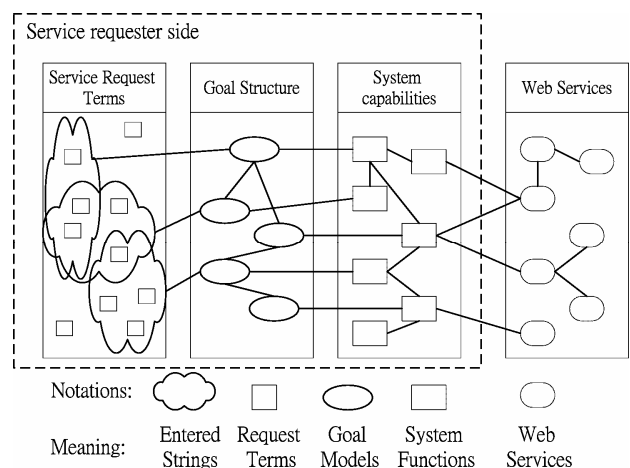 Service requester side
Service Request
Terms
Goal Structure
System
capabilities
Web Services
Notations:
Meaning:
Entered
Strings
Request
Terms
Goal
Models
System
Functions
Web
Services